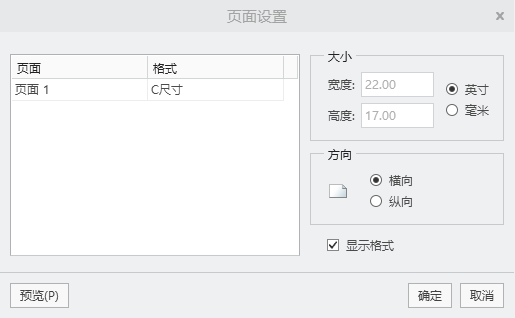 页面设置
页面 格式
页面 1 C尺寸
大小
宽度: 22.00 英寸
高度: 17.00 毫米
方向
横向
纵向
显示格式
预览(P) 确定 取消